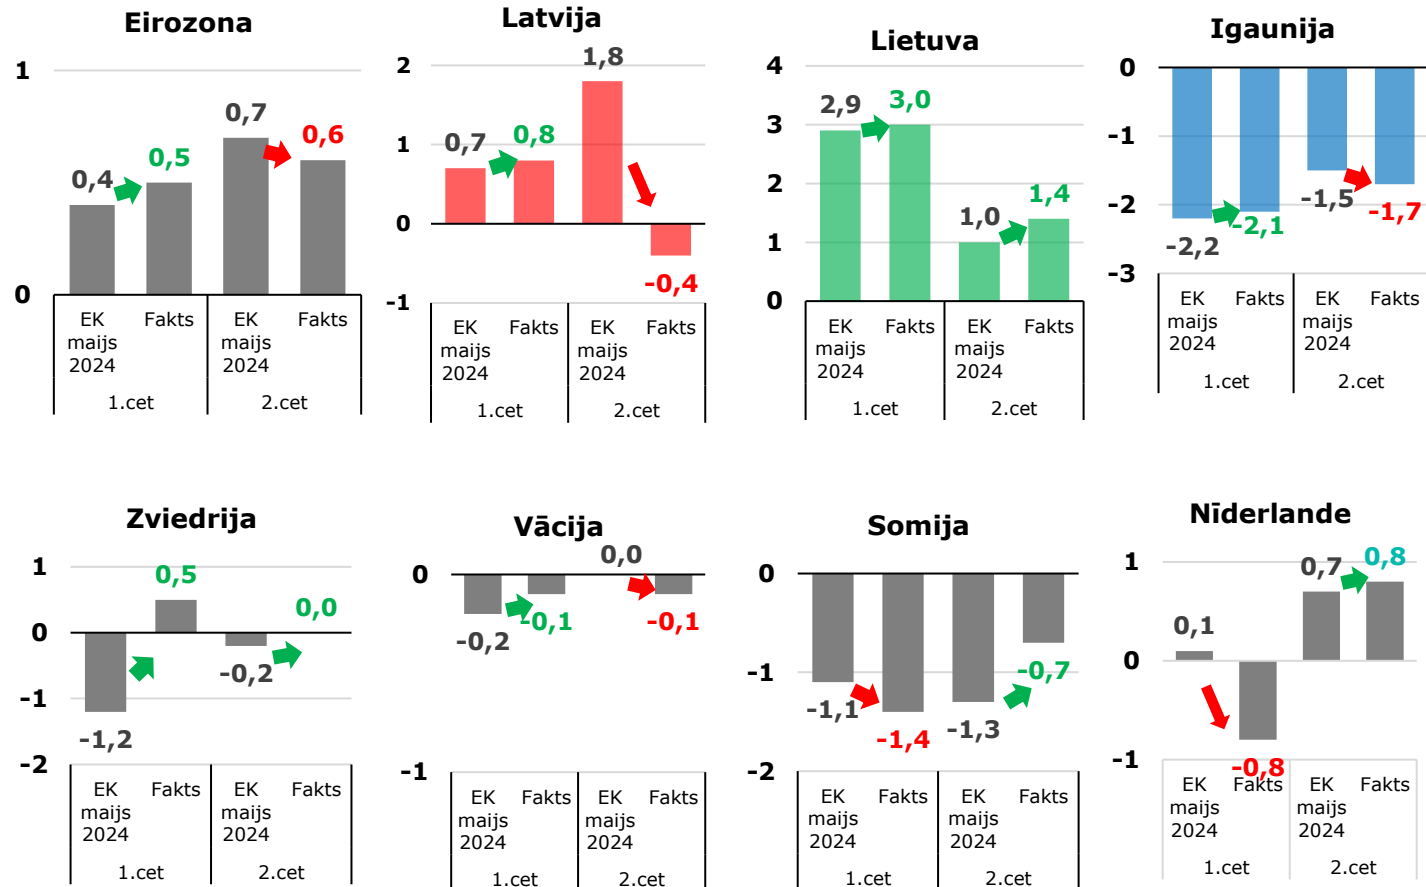 Eirozona
1
0
0,4
0,5
0,7
0,6
EK
maijs
2024
Fakts
EK
maijs
2024
Fakts
1.cet
2.cet
Latvija
2
1
0
-1
0,7
0,8
1,8
-0,4
EK
maijs
2024
Fakts
EK
maijs
2024
Fakts
1.cet
2.cet
Lietuva
4
3
2
1
0
2,9
3,0
1,0
1,4
EK
maijs
2024
Fakts
EK
maijs
2024
Fakts
1.cet
2.cet
Igaunija
0
-1
-2
-3
-2,2
-2,1
-1,5
-1,7
EK
maijs
2024
Fakts
EK
maijs
2024
Fakts
1.cet
2.cet
Zviedrija
1
0
-1
-2
-1,2
0,5
-0,2
0,0
EK
maijs
2024
Fakts
EK
maijs
2024
Fakts
1.cet
2.cet
Vācija
0
-1
-0,2
-0,1
0,0
-0,1
EK
maijs
2024
Fakts
EK
maijs
2024
Fakts
1.cet
2.cet
Somija
0
-1
-2
-1,1
-1,4
-1,3
-0,7
EK
maijs
2024
Fakts
EK
maijs
2024
Fakts
1.cet
2.cet
Nīderlande
1
0
-1
0,1
-0,8
0,7
0,8
EK
maijs
2024
Fakts
EK
maijs
2024
Fakts
1.cet
2.cet